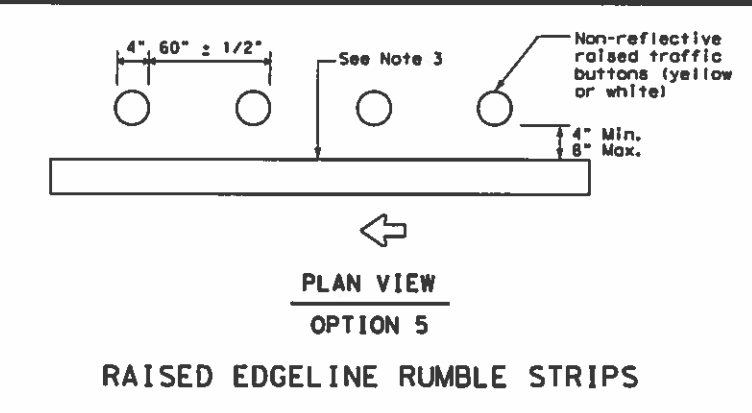 4" 60" ± 1/2"
See Note 3
Non-reflective
raised traffic
buttons (yellow
or white)
4" Min.
8" Max.
PLAN VIEW
OPTION 5
RAISED EDGELINE RUMBLE STRIPS